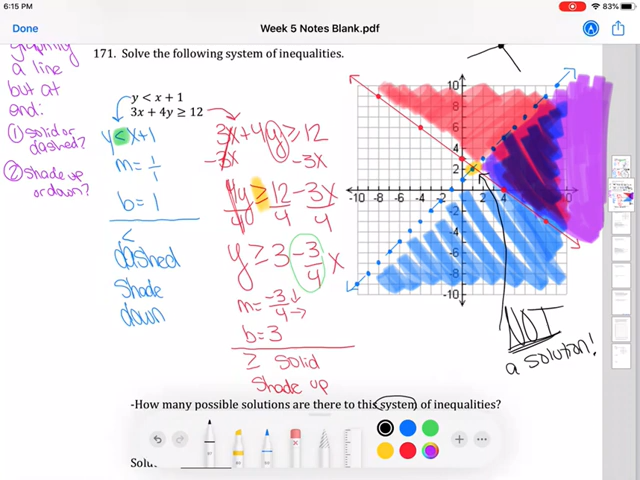 6:15 PM
83%
Done
Week 5 Notes Blank.pdf
graphing
a line
but at
end:
① solid or
dashed?
② shade up
or down?
171. Solve the following system of inequalities.
y < x + 1
3x + 4y ≥ 12
y < x+1
m = 1/1
b = 1
<
dashed
shade
down
3x + 4y ≥ 12
-3x -3x
4y ≥ 12 - 3x
4 4 4
y ≥ 3 - 3/4 x
m = -3↓/4→
b = 3
≥ solid
shade up
10
8
6
4
2
-10 -8 -6 -4 -2 2 4 6 10
-2
-4
-6
-8
-10
NOT
a solution!
-How many possible solutions are there to this system of inequalities?
Solu